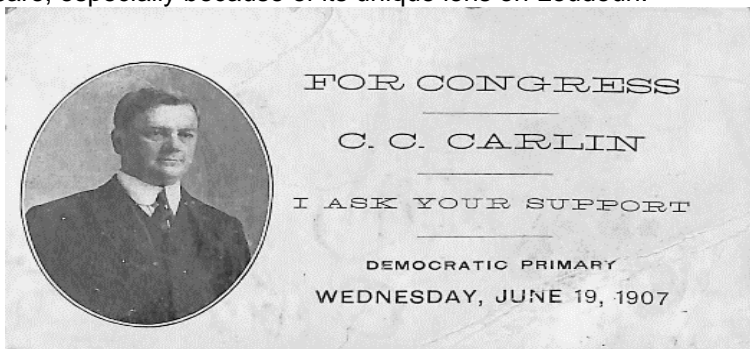 especially because of its unique lens on Loudoun.
FOR CONGRESS
C. C. CARLIN
I ASK YOUR SUPPORT
DEMOCRATIC PRIMARY
WEDNESDAY, JUNE 19, 1907